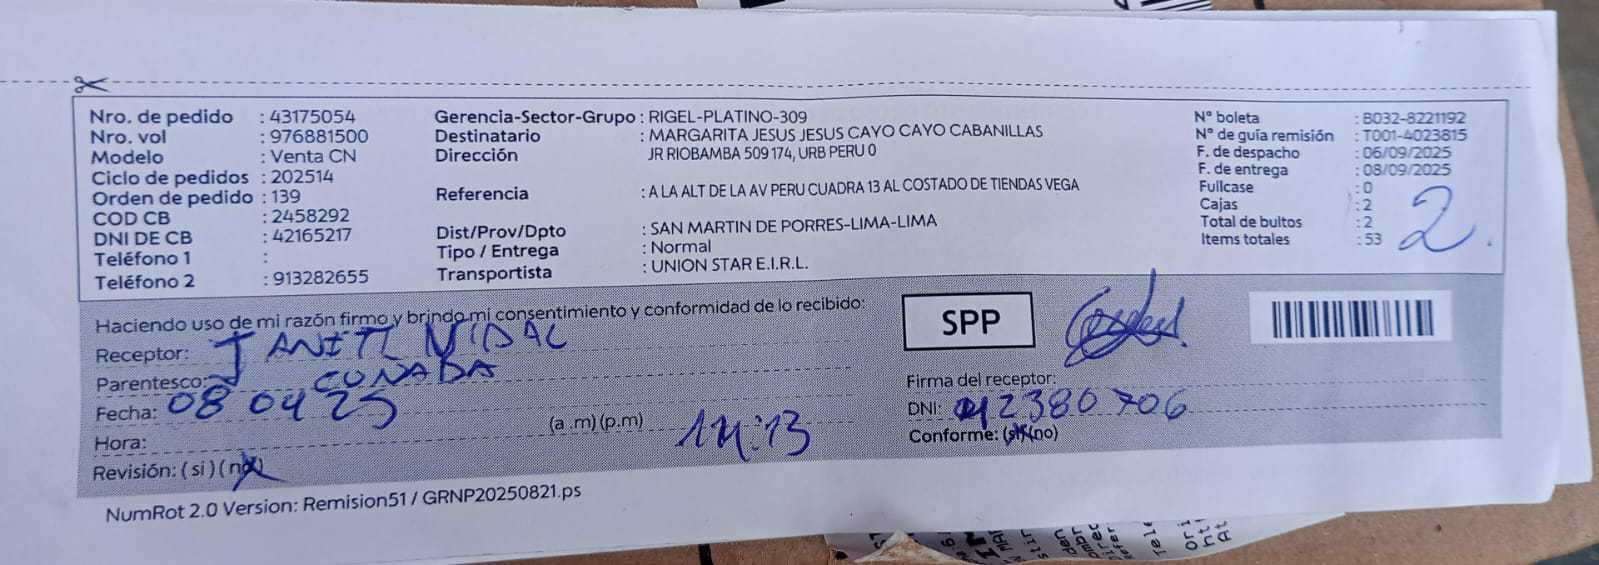 Nro. de pedido : 43175054
Nro. vol : 976881500
Modelo : Venta CN
Ciclo de pedidos : 202514
Orden de pedido : 139
COD CB : 2458292
DNI DE CB : 42165217
Teléfono 1 :
Teléfono 2 : 913282655
Gerencia-Sector-Grupo : RIGEL-PLATINO-309
Destinatario : MARGARITA JESUS JESUS CAYO CAYO CABANILLAS
Dirección JR RIOBAMBA 509 174, URB PERU 0
Referencia : A LA ALT DE LA AV PERU CUADRA 13 AL COSTADO DE TIENDAS VEGA
Dist/Prov/Dpto : SAN MARTIN DE PORRES-LIMA-LIMA
Tipo / Entrega : Normal
Transportista : UNION STAR E.I.R.L.
N° boleta : B032-8221192
N° de guía remisión : T001-4023815
F. de despacho : 06/09/2025
F. de entrega : 08/09/2025
Fullcase : 0
Cajas : 2
Total de bultos : 2
Items totales : 53
2.
Haciendo uso de mi razón firmo y brindo mi consentimiento y conformidad de lo recibido:
Receptor: VIDAL
Parentesco: CUNADA
Fecha: 08 09 25
Hora: (a .m)(p.m)
Revisión: ( si ) ( no)
SPP
Firma del receptor:
DNI: 42380706
Conforme: (si) (no)
NumRot 2.0 Version: Remision51 / GRNP20250821.ps